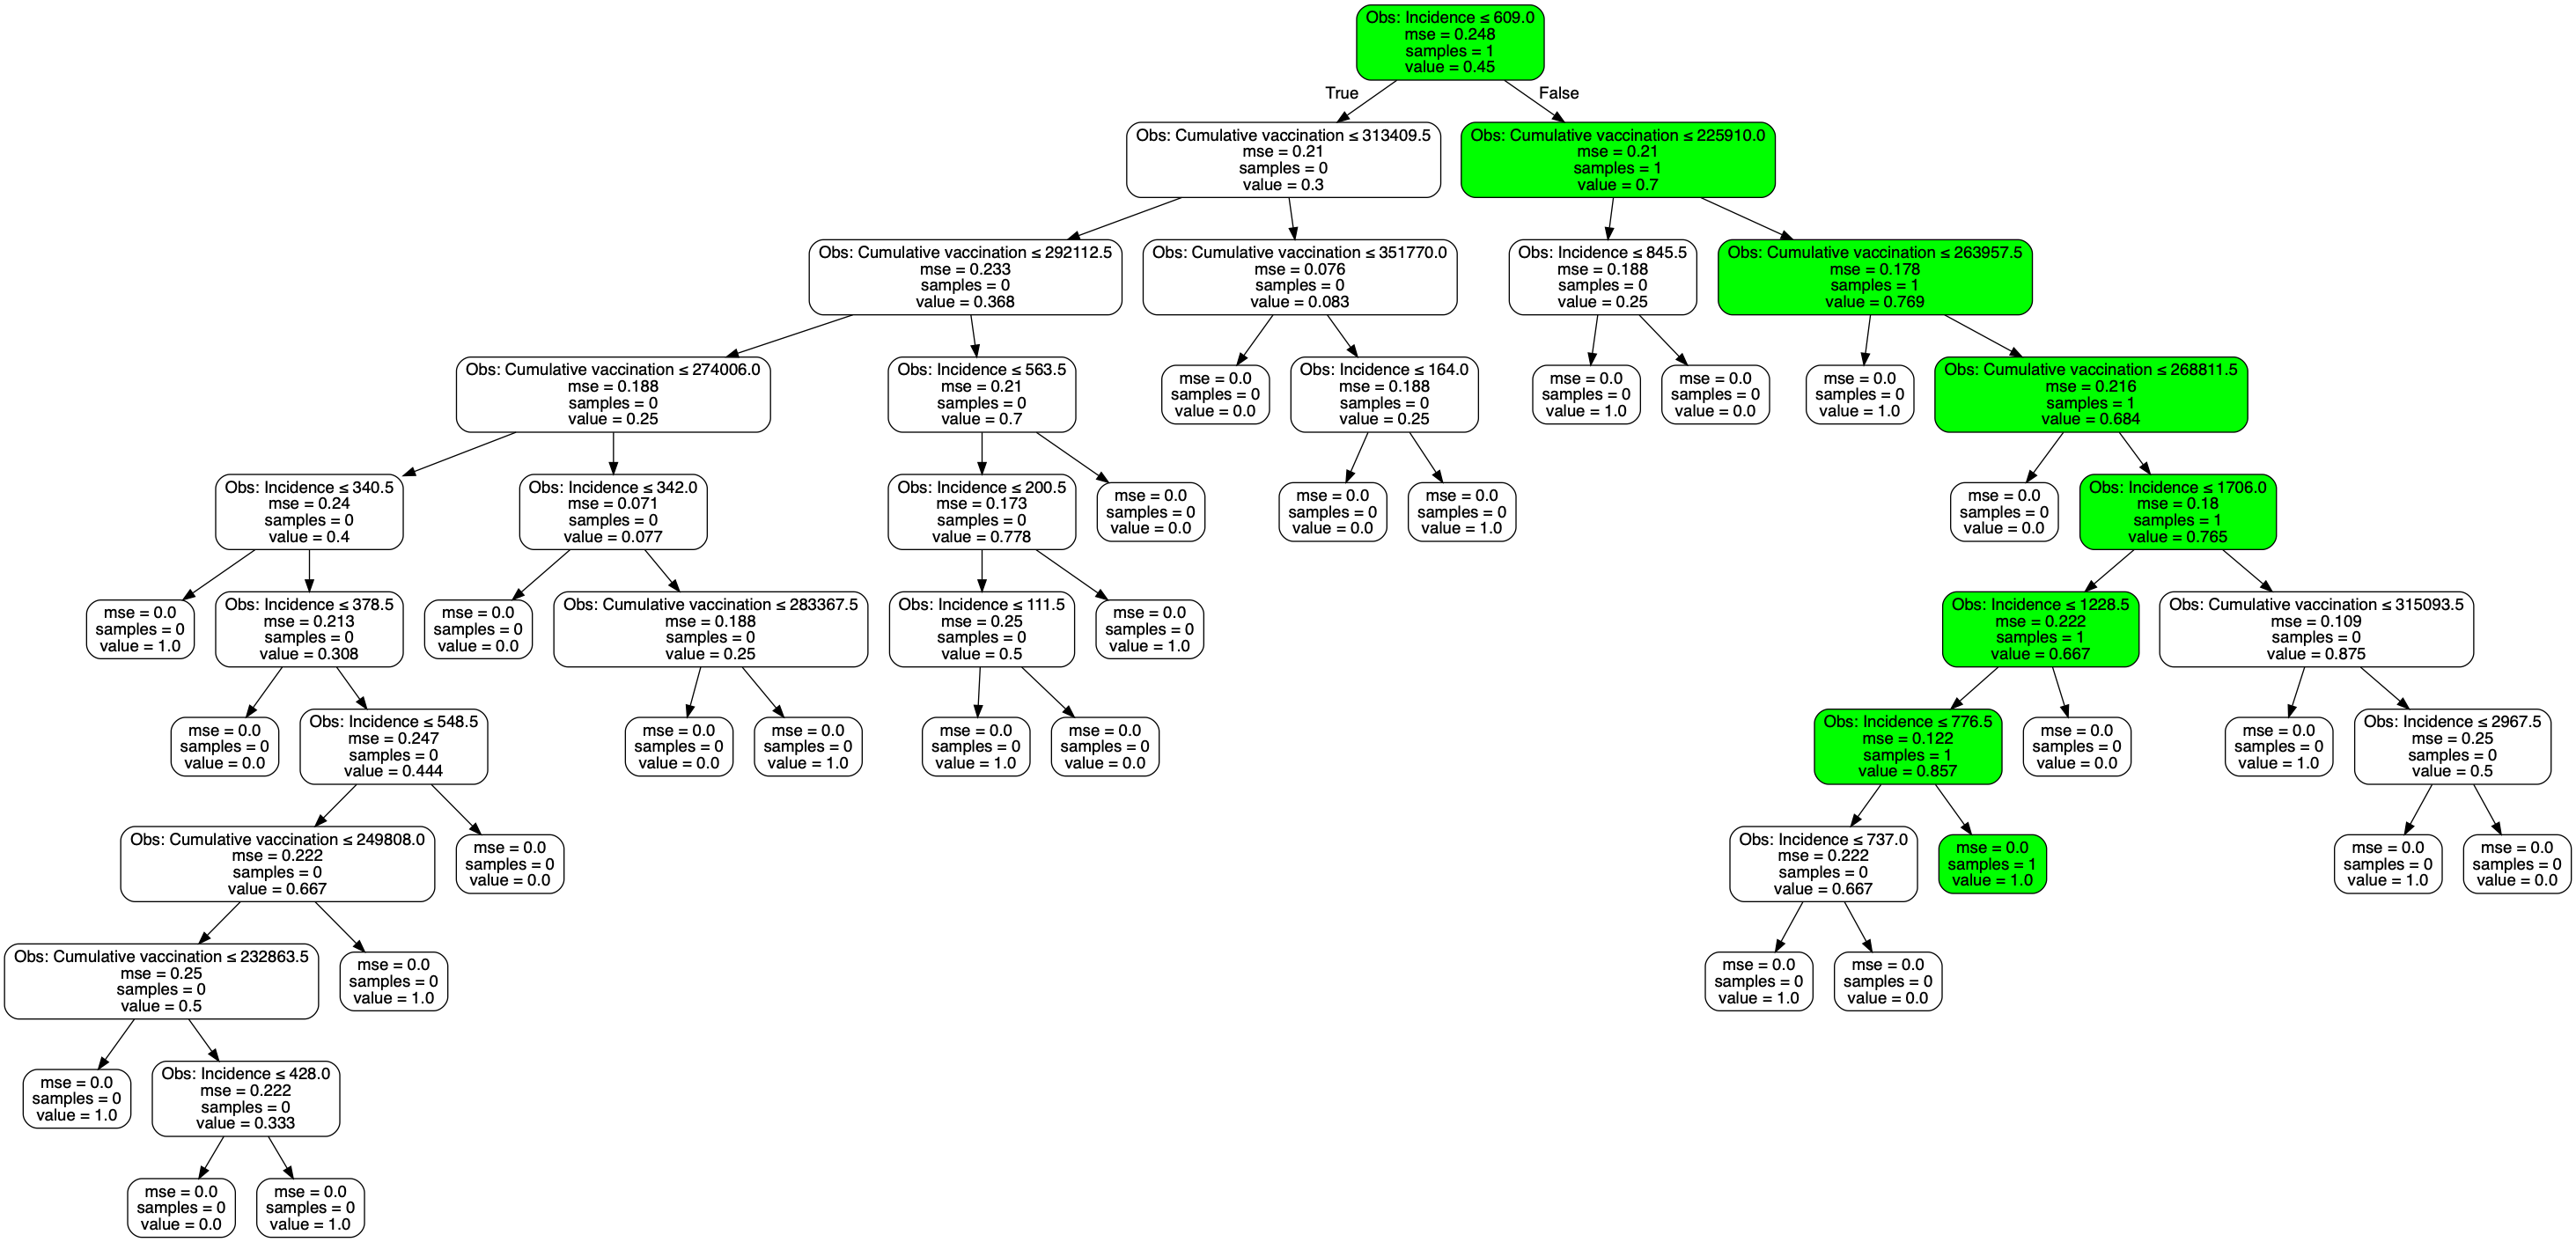 Obs: Incidence ≤ 609.0
mse = 0.248
samples = 1
value = 0.45
True
False
Obs: Cumulative vaccination ≤ 313409.5
mse = 0.21
samples = 0
value = 0.3
Obs: Cumulative vaccination ≤ 225910.0
mse = 0.21
samples = 1
value = 0.7
Obs: Cumulative vaccination ≤ 292112.5
mse = 0.233
samples = 0
value = 0.368
Obs: Cumulative vaccination ≤ 351770.0
mse = 0.076
samples = 0
value = 0.083
Obs: Incidence ≤ 845.5
mse = 0.188
samples = 0
value = 0.25
Obs: Cumulative vaccination ≤ 263957.5
mse = 0.178
samples = 1
value = 0.769
Obs: Cumulative vaccination ≤ 274006.0
mse = 0.188
samples = 0
value = 0.25
Obs: Incidence ≤ 563.5
mse = 0.21
samples = 0
value = 0.7
mse = 0.0
samples = 0
value = 0.0
Obs: Incidence ≤ 164.0
mse = 0.188
samples = 0
value = 0.25
mse = 0.0
samples = 0
value = 1.0
mse = 0.0
samples = 0
value = 0.0
mse = 0.0
samples = 0
value = 1.0
Obs: Cumulative vaccination ≤ 268811.5
mse = 0.216
samples = 1
value = 0.684
Obs: Incidence ≤ 340.5
mse = 0.24
samples = 0
value = 0.4
Obs: Incidence ≤ 342.0
mse = 0.071
samples = 0
value = 0.077
Obs: Incidence ≤ 200.5
mse = 0.173
samples = 0
value = 0.778
mse = 0.0
samples = 0
value = 0.0
mse = 0.0
samples = 0
value = 0.0
mse = 0.0
samples = 0
value = 1.0
mse = 0.0
samples = 0
value = 0.0
Obs: Incidence ≤ 1706.0
mse = 0.18
samples = 1
value = 0.765
mse = 0.0
samples = 0
value = 1.0
Obs: Incidence ≤ 378.5
mse = 0.213
samples = 0
value = 0.308
mse = 0.0
samples = 0
value = 0.0
Obs: Cumulative vaccination ≤ 283367.5
mse = 0.188
samples = 0
value = 0.25
Obs: Incidence ≤ 111.5
mse = 0.25
samples = 0
value = 0.5
mse = 0.0
samples = 0
value = 1.0
Obs: Incidence ≤ 1228.5
mse = 0.222
samples = 1
value = 0.667
Obs: Cumulative vaccination ≤ 315093.5
mse = 0.109
samples = 0
value = 0.875
mse = 0.0
samples = 0
value = 0.0
Obs: Incidence ≤ 548.5
mse = 0.247
samples = 0
value = 0.444
mse = 0.0
samples = 0
value = 0.0
mse = 0.0
samples = 0
value = 1.0
mse = 0.0
samples = 0
value = 1.0
mse = 0.0
samples = 0
value = 0.0
Obs: Incidence ≤ 776.5
mse = 0.122
samples = 1
value = 0.857
mse = 0.0
samples = 0
value = 0.0
mse = 0.0
samples = 0
value = 1.0
Obs: Incidence ≤ 2967.5
mse = 0.25
samples = 0
value = 0.5
Obs: Cumulative vaccination ≤ 249808.0
mse = 0.222
samples = 0
value = 0.667
mse = 0.0
samples = 0
value = 0.0
Obs: Incidence ≤ 737.0
mse = 0.222
samples = 0
value = 0.667
mse = 0.0
samples = 1
value = 1.0
mse = 0.0
samples = 0
value = 1.0
mse = 0.0
samples = 0
value = 0.0
Obs: Cumulative vaccination ≤ 232863.5
mse = 0.25
samples = 0
value = 0.5
mse = 0.0
samples = 0
value = 1.0
mse = 0.0
samples = 0
value = 1.0
mse = 0.0
samples = 0
value = 0.0
mse = 0.0
samples = 0
value = 1.0
Obs: Incidence ≤ 428.0
mse = 0.222
samples = 0
value = 0.333
mse = 0.0
samples = 0
value = 0.0
mse = 0.0
samples = 0
value = 1.0